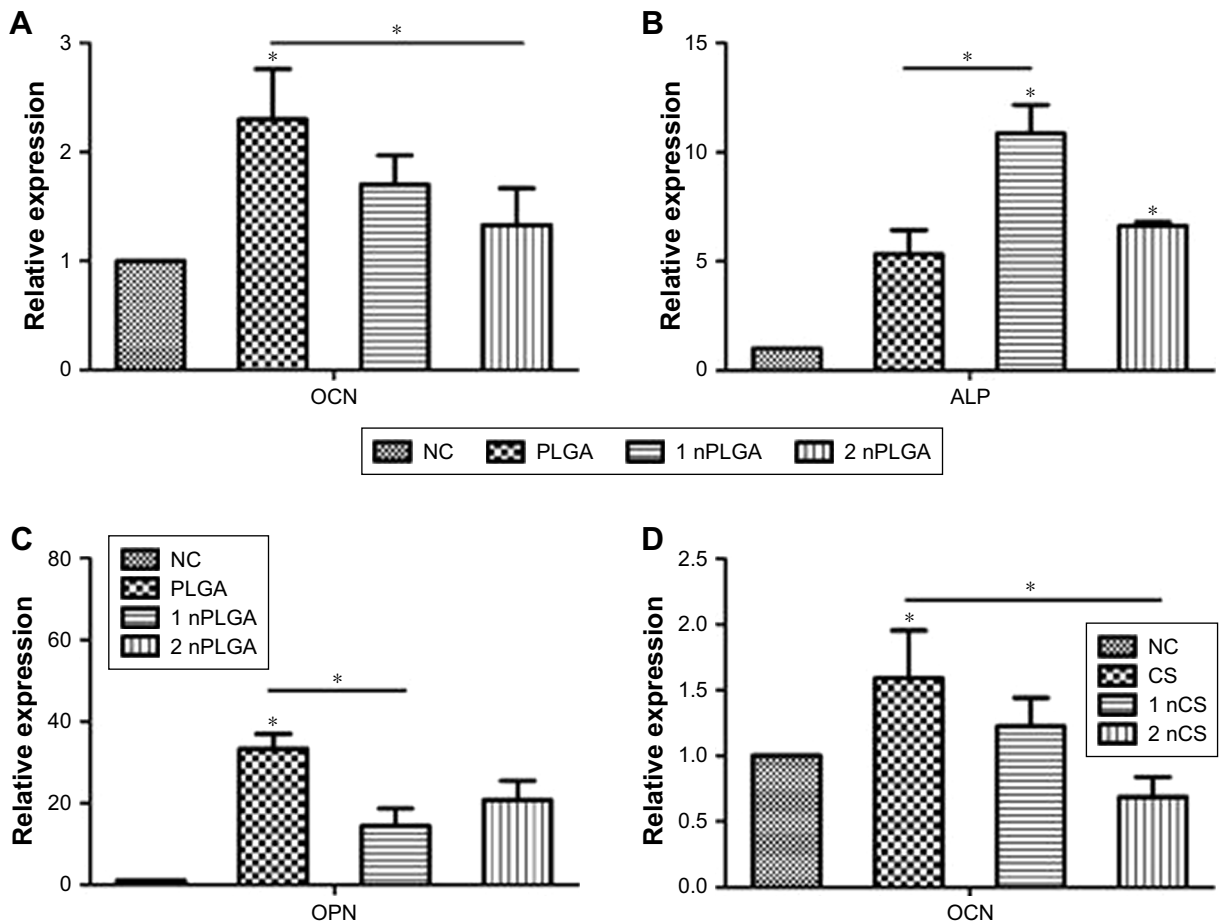 A
Relative expression
3
2
1
0
*
*
OCN
B
Relative expression
15
10
5
0
*
*
*
ALP
NC PLGA 1 nPLGA 2 nPLGA
C
Relative expression
80
60
40
20
0
NC
PLGA
1 nPLGA
2 nPLGA
*
*
OPN
D
Relative expression
2.5
2.0
1.5
1.0
0.5
0.0
*
*
NC
CS
1 nCS
2 nCS
OCN